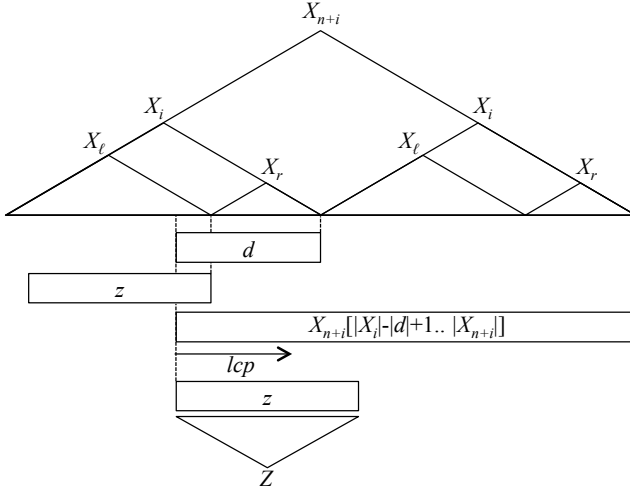 X_{n+i}
X_i X_i
X_ℓ X_r X_ℓ X_r
d
z
X_{n+i}[|X_i|-|d|+1.. |X_{n+i}|]
lcp
z
Z